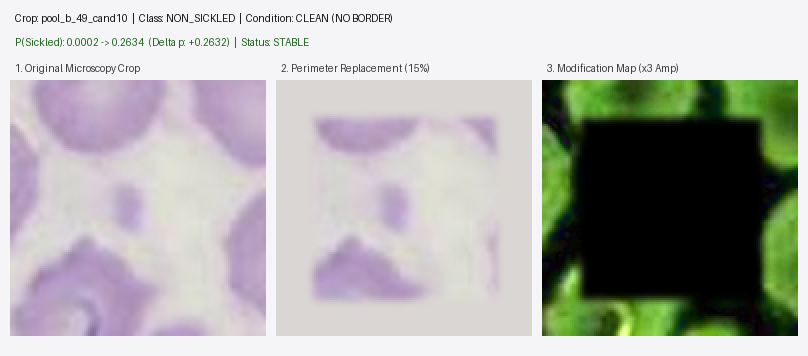 Crop: pool_b_49_cand10 | Class: NON_SICKLED | Condition: CLEAN (NO BORDER)
P(Sickled): 0.0002 -> 0.2634 (Delta p: +0.2632) | Status: STABLE
1. Original Microscopy Crop
2. Perimeter Replacement (15%)
3. Modification Map (x3 Amp)